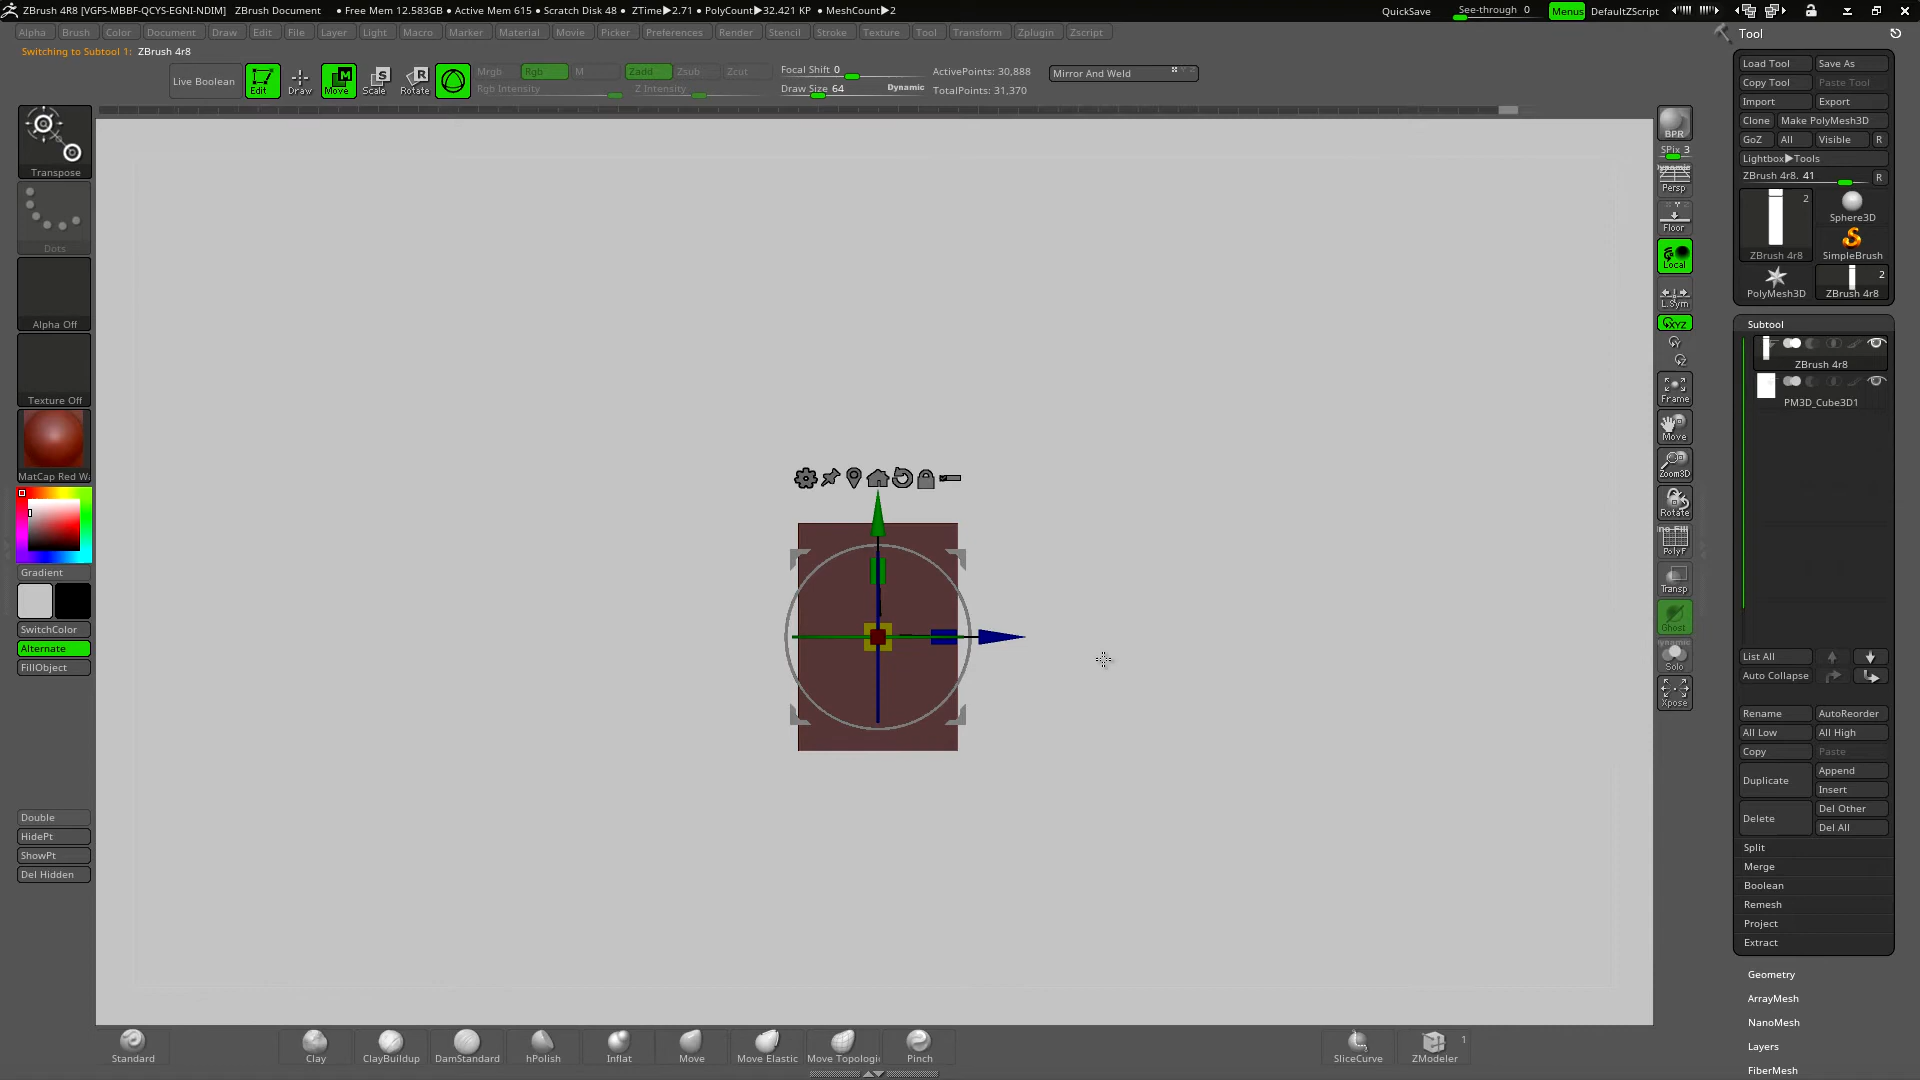 ZBrush 4R8 [VGFS-MBBF-QCYS-EGNI-NDIM] ZBrush Document • Free Mem 12.583GB • Active Mem 615 • Scratch Disk 48 • ZTime▶2.71 • PolyCount▶32.421 KP • MeshCount▶2 QuickSave See-through 0 Menus DefaultZScript
Alpha Brush Color Document Draw Edit File Layer Light Macro Marker Material Movie Picker Preferences Render Stencil Stroke Texture Tool Transform Zplugin Zscript
Tool
Switching to Subtool 1: ZBrush 4r8
Live Boolean Edit Draw Move Scale Rotate
Mrgb Rgb M Zadd Zsub Zcut
Rgb Intensity Z Intensity
Focal Shift 0
Draw Size 64 Dynamic
ActivePoints: 30,888
TotalPoints: 31,370
Mirror And Weld
Load Tool Save As
Copy Tool Paste Tool
Import Export
Clone Make PolyMesh3D
GoZ All Visible R
Lightbox▶Tools
ZBrush 4r8. 41 R
2
Sphere3D
ZBrush 4r8 SimpleBrush
2
PolyMesh3D ZBrush 4r8
Subtool
ZBrush 4r8
PM3D_Cube3D1
List All
Auto Collapse
Rename AutoReorder
All Low All High
Copy Paste
Duplicate Append
Insert
Delete Del Other
Del All
Split
Merge
Boolean
Remesh
Project
Extract
Geometry
ArrayMesh
NanoMesh
Layers
FiberMesh
BPR
SPix 3
Persp
Floor
Local
L.Sym
XYZ
Frame
Move
Zoom3D
Rotate
PolyF
Transp
Ghost
Dynamic
Solo
Xpose
Transpose
Dots
Alpha Off
Texture Off
MatCap Red Wa
Gradient
SwitchColor
Alternate
FillObject
Double
HidePt
ShowPt
Del Hidden
Standard Clay ClayBuildup DamStandard hPolish Inflat Move Move Elastic Move Topologi Pinch SliceCurve ZModeler 1